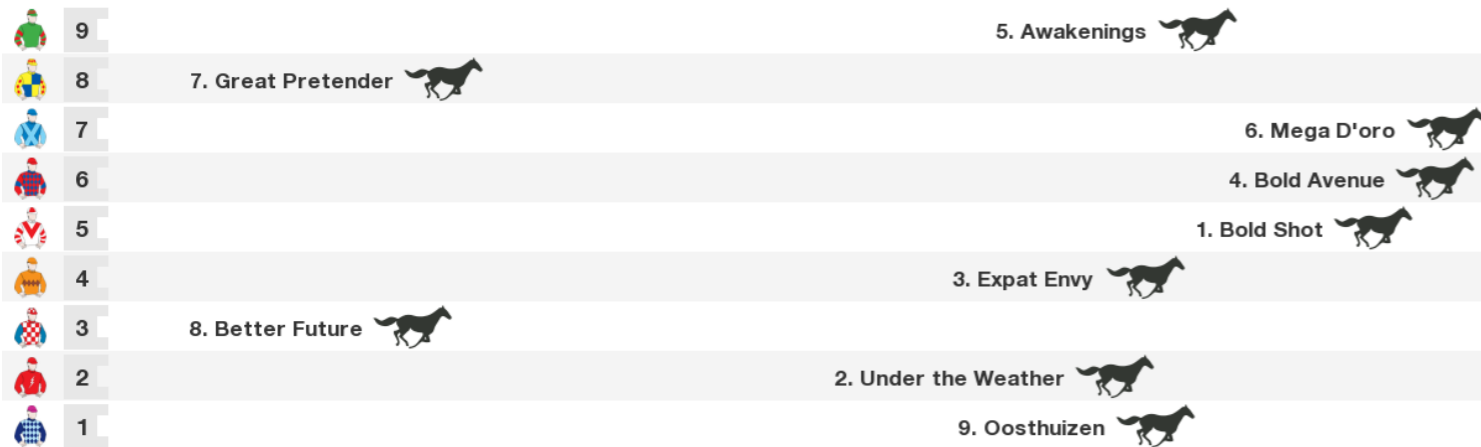 9 5. Awakenings
8 7. Great Pretender
7 6. Mega D'oro
6 4. Bold Avenue
5 1. Bold Shot
4 3. Expat Envy
3 8. Better Future
2 2. Under the Weather
1 9. Oosthuizen